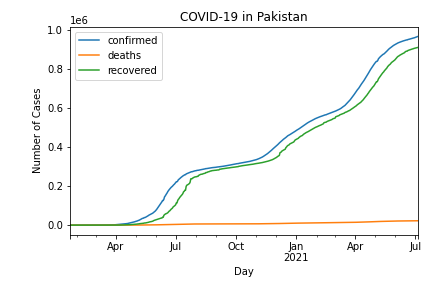 COVID-19 in Pakistan
1e6
confirmed
deaths
recovered
1.0
0.8
0.6
0.4
0.2
0.0
Number of Cases
Apr Jul Oct Jan Apr Jul
2021
Day